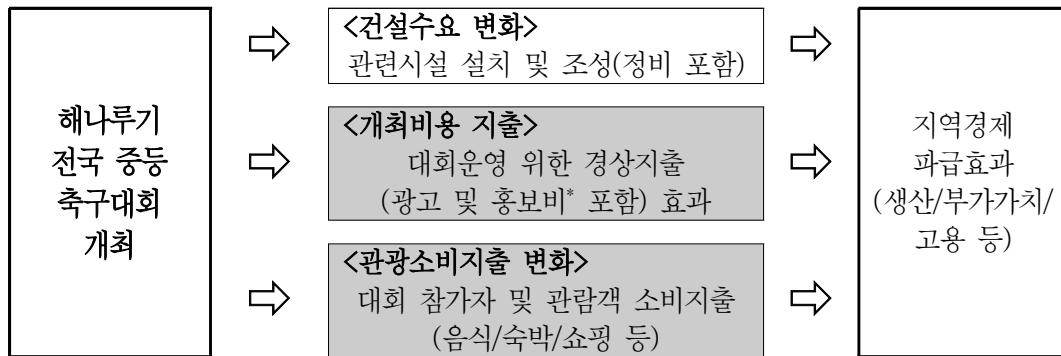 해나루기
전국 중등
축구대회
개최
<건설수요 변화>
관련시설 설치 및 조성(정비 포함)
<개최비용 지출>
대회운영 위한 경상지출
(광고 및 홍보비* 포함) 효과
<관광소비지출 변화>
대회 참가자 및 관람객 소비지출
(음식/숙박/쇼핑 등)
지역경제
파급효과
(생산/부가가치/
고용 등)